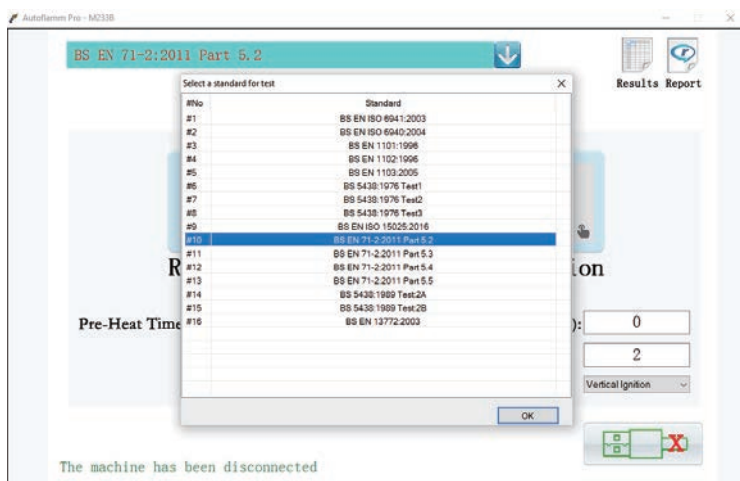 Autoflamm Pro - M233B
BS EN 71-2:2011 Part 5.2
Results Report
Select a standard for test
#No Standard
#1 BS EN ISO 6941:2003
#2 BS EN ISO 6940:2004
#3 BS EN 1101:1996
#4 BS EN 1102:1996
#5 BS EN 1103:2005
#6 BS 5438:1976 Test1
#7 BS 5438:1976 Test2
#8 BS 5438:1976 Test3
#9 BS EN ISO 15025:2016
#10 BS EN 71-2:2011 Part 5.2
#11 BS EN 71-2:2011 Part 5.3
#12 BS EN 71-2:2011 Part 5.4
#13 BS EN 71-2:2011 Part 5.5
#14 BS 5438:1989 Test:2A
#15 BS 5438:1989 Test:2B
#16 BS EN 13772:2003
R ion
Pre-Heat Time ): 0
2
Vertical Ignition
OK
X
The machine has been disconnected